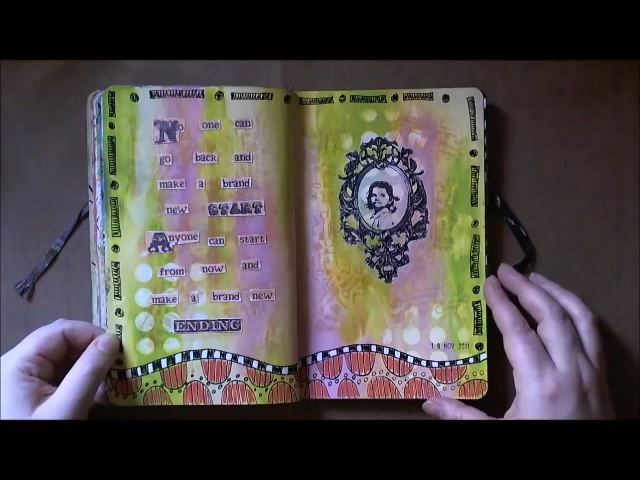 No one can
go back and
make a brand
new START
Anyone can start
from now and
make a brand new
ENDING
19 NOV 2011